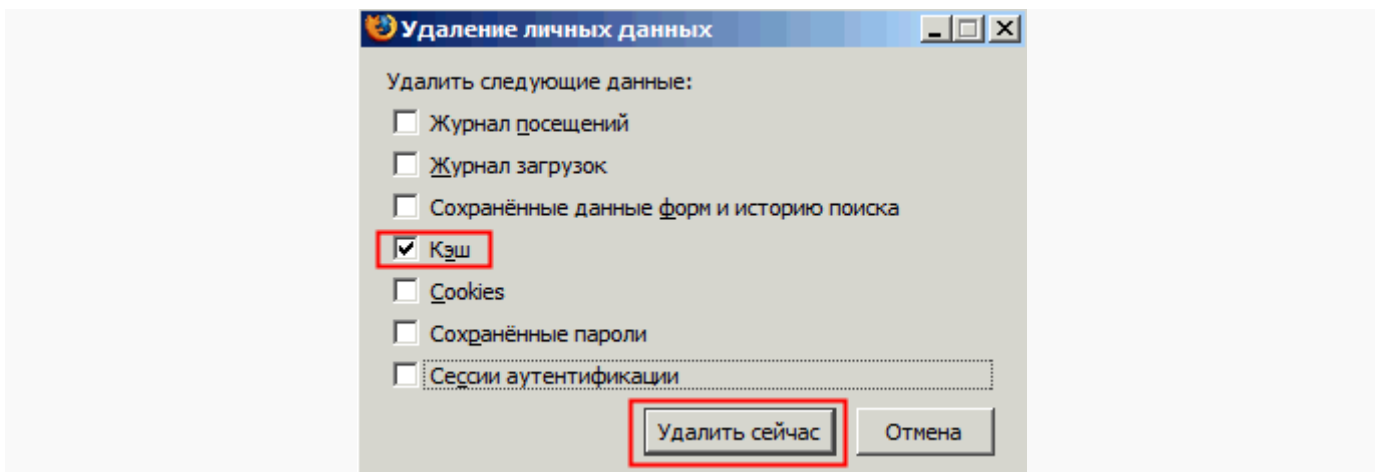 Удаление личных данных
Удалить следующие данные:
Журнал посещений
Журнал загрузок
Сохранённые данные форм и историю поиска
Кэш
Cookies
Сохранённые пароли
Сессии аутентификации
Удалить сейчас Отмена